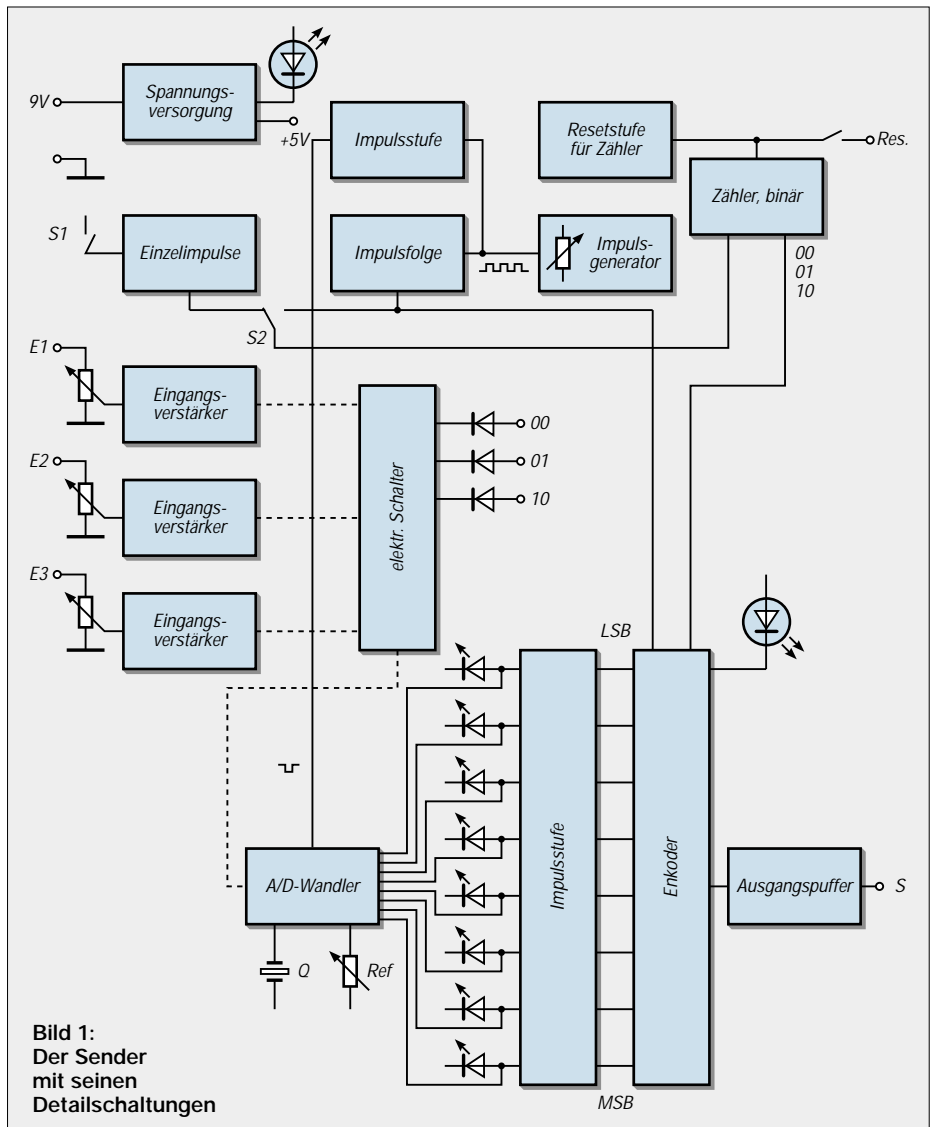 9V
Spannungs-
versorgung
+5V
Impulsstufe
Resetstufe
für Zähler
Res.
Zähler, binär
S1
Einzelimpulse
Impulsfolge
Impuls-
generator
00
01
10
S2
E1
Eingangs-
verstärker
E2
Eingangs-
verstärker
E3
Eingangs-
verstärker
elektr. Schalter
00
01
10
LSB
Impulsstufe
Enkoder
A/D-Wandler
Ausgangspuffer
S
Q
Ref
MSB
Bild 1:
Der Sender
mit seinen
Detailschaltungen